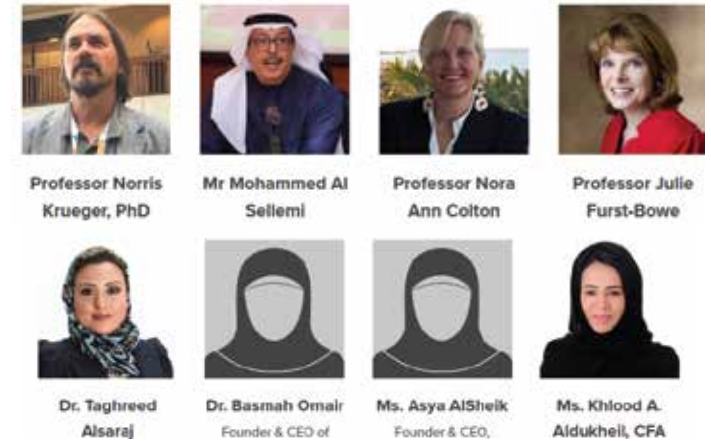 Professor Norris
Krueger, PhD
Mr Mohammed Al
Sellemi
Professor Nora
Ann Colton
Professor Julie
Furst-Bowe
Dr. Taghreed
Alsaraj
Dr. Basmah Omair
Founder & CEO of
Ms. Asya AlSheik
Founder & CEO,
Ms. Khlood A.
Aldukheil, CFA